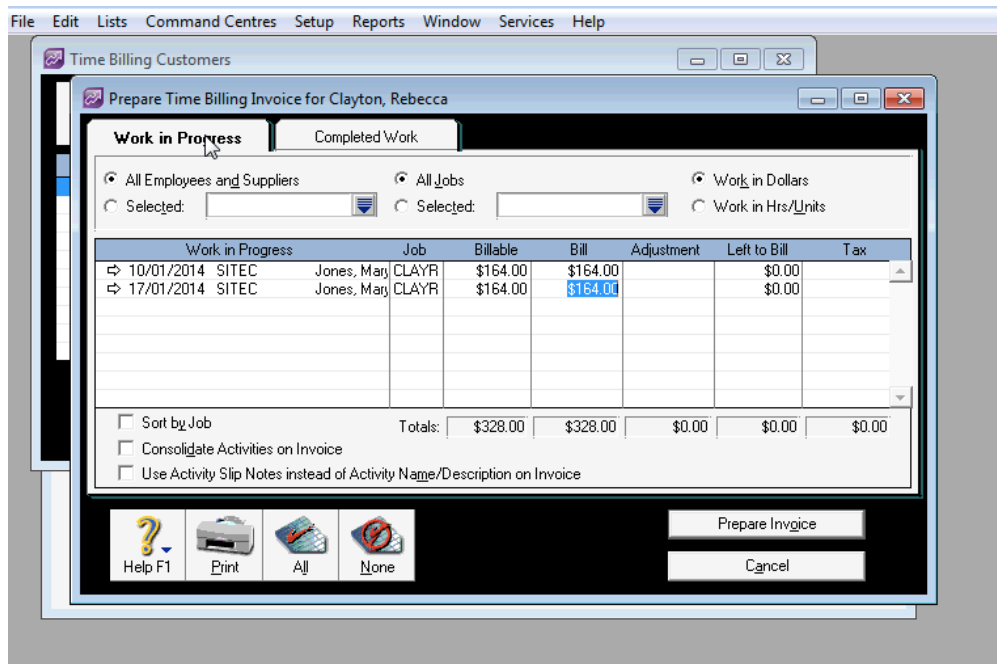 File Edit Lists Command Centres Setup Reports Window Services Help
Time Billing Customers
Prepare Time Billing Invoice for Clayton, Rebecca
Work in Progress Completed Work
All Employees and Suppliers All Jobs Work in Dollars
Selected: Selected: Work in Hrs/Units
Work in Progress Job Billable Bill Adjustment Left to Bill Tax
10/01/2014 SITEC Jones, Mary CLAYR $164.00 $164.00 $0.00
17/01/2014 SITEC Jones, Mary CLAYR $164.00 $164.00 $0.00
Sort by Job Totals: $328.00 $328.00 $0.00 $0.00 $0.00
Consolidate Activities on Invoice
Use Activity Slip Notes instead of Activity Name/Description on Invoice
Prepare Invoice
Help F1 Print All None Cancel